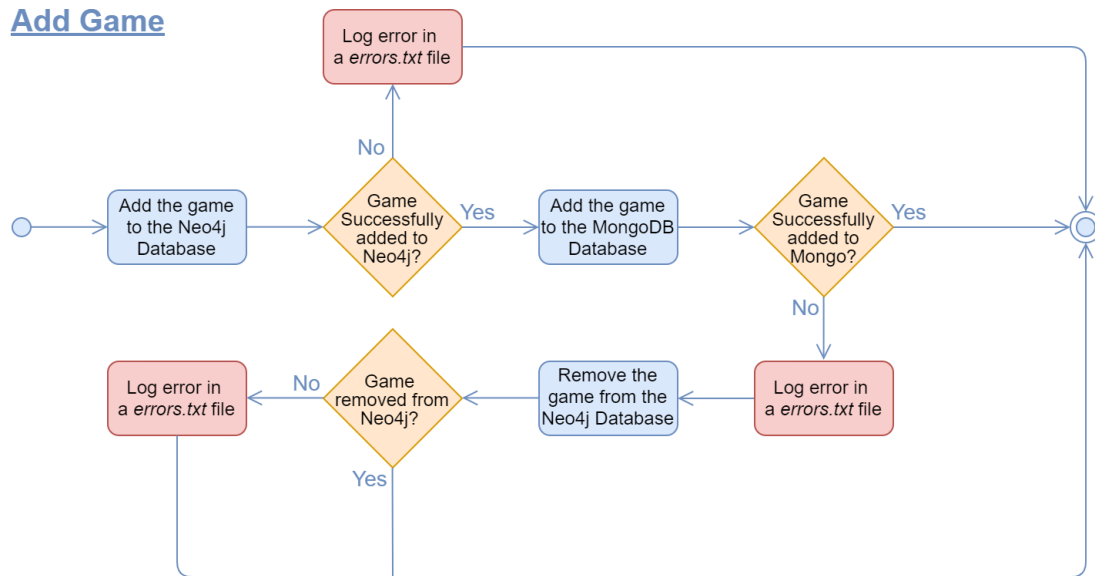 Add Game
Log error in
a errors.txt file
No
Add the game
to the Neo4j
Database
Game
Successfully
added to
Neo4j?
Yes
Add the game
to the MongoDB
Database
Game
Successfully
added to
Mongo?
Yes
No
Log error in
a errors.txt file
No
Game
removed from
Neo4j?
Remove the
game from the
Neo4j Database
Log error in
a errors.txt file
Yes